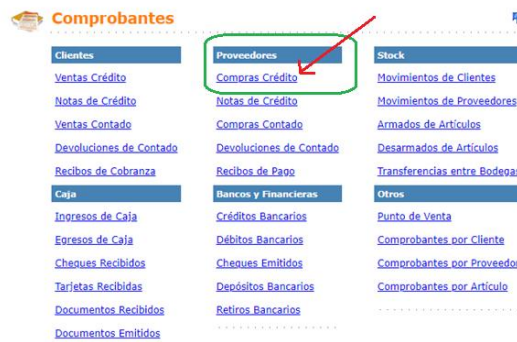 Comprobantes
Clientes
Ventas Crédito
Notas de Crédito
Ventas Contado
Devoluciones de Contado
Recibos de Cobranza
Proveedores
Compras Crédito
Notas de Crédito
Compras Contado
Devoluciones de Contado
Recibos de Pago
Stock
Movimientos de Clientes
Movimientos de Proveedores
Armados de Artículos
Desarmados de Artículos
Transferencias entre Bodegas
Caja
Ingresos de Caja
Egresos de Caja
Cheques Recibidos
Tarjetas Recibidas
Documentos Recibidos
Documentos Emitidos
Bancos y Financieras
Créditos Bancarios
Débitos Bancarios
Cheques Emitidos
Depósitos Bancarios
Retiros Bancarios
Otros
Punto de Venta
Comprobantes por Cliente
Comprobantes por Proveedor
Comprobantes por Artículo